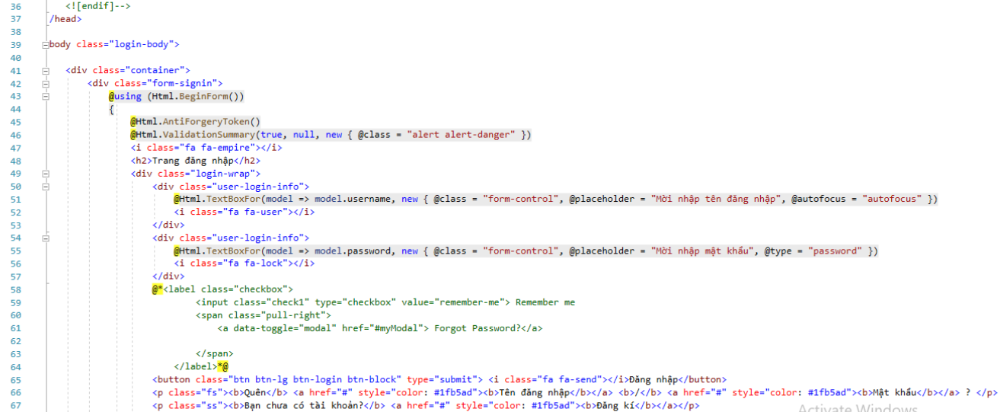 36 <![endif]-->
37 /head>
38
39 body class="login-body">
40
41 <div class="container">
42 <div class="form-signin">
43 @using (Html.BeginForm())
44 {
45 @Html.AntiForgeryToken()
46 @Html.ValidationSummary(true, null, new { @class = "alert alert-danger" })
47 <i class="fa fa-empire"></i>
48 <h2>Trang đăng nhập</h2>
49 <div class="login-wrap">
50 <div class="user-login-info">
51 @Html.TextBoxFor(model => model.username, new { @class = "form-control", @placeholder = "Mời nhập tên đăng nhập", @autofocus = "autofocus" })
52 <i class="fa fa-user"></i>
53 </div>
54 <div class="user-login-info">
55 @Html.TextBoxFor(model => model.password, new { @class = "form-control", @placeholder = "Mời nhập mật khẩu", @type = "password" })
56 <i class="fa fa-lock"></i>
57 </div>
58 @*<label class="checkbox">
59 <input class="check1" type="checkbox" value="remember-me"> Remember me
60 <span class="pull-right">
61 <a data-toggle="modal" href="#myModal"> Forgot Password?</a>
62
63 </span>
64 </label>*@
65 <button class="btn btn-lg btn-login btn-block" type="submit"> <i class="fa fa-send"></i>Đăng nhập</button>
66 <p class="fs"><b>Quên</b> <a href="#" style="color: #1fb5ad"><b>Tên đăng nhập</b></a> <b>/</b> <a href="#" style="color: #1fb5ad"><b>Mật khẩu</b></a> ? </p>
67 <p class="ss"><b>Bạn chưa có tài khoản?</b> <a href="#" style="color: #1fb5ad"><b>Đăng kí</b></a></p>
Activate Windows